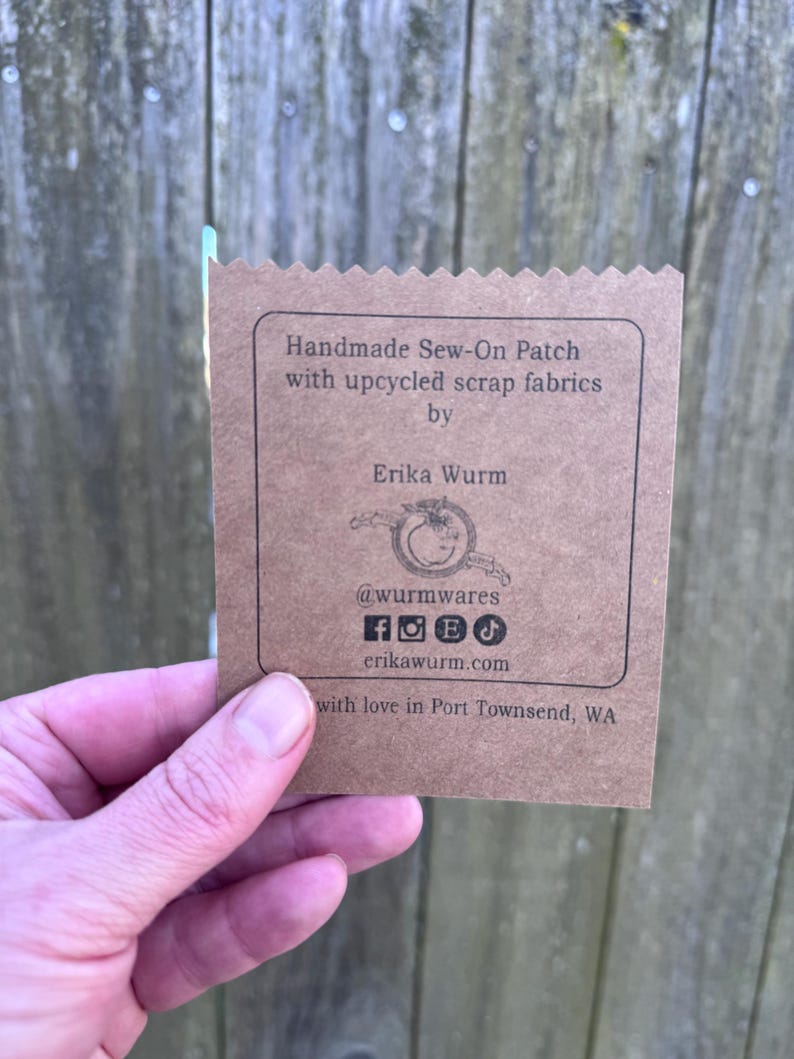 Handmade Sew-On Patch
with upcycled scrap fabrics
by
Erika Wurm
@wurmwares
erikawurm.com
with love in Port Townsend, WA